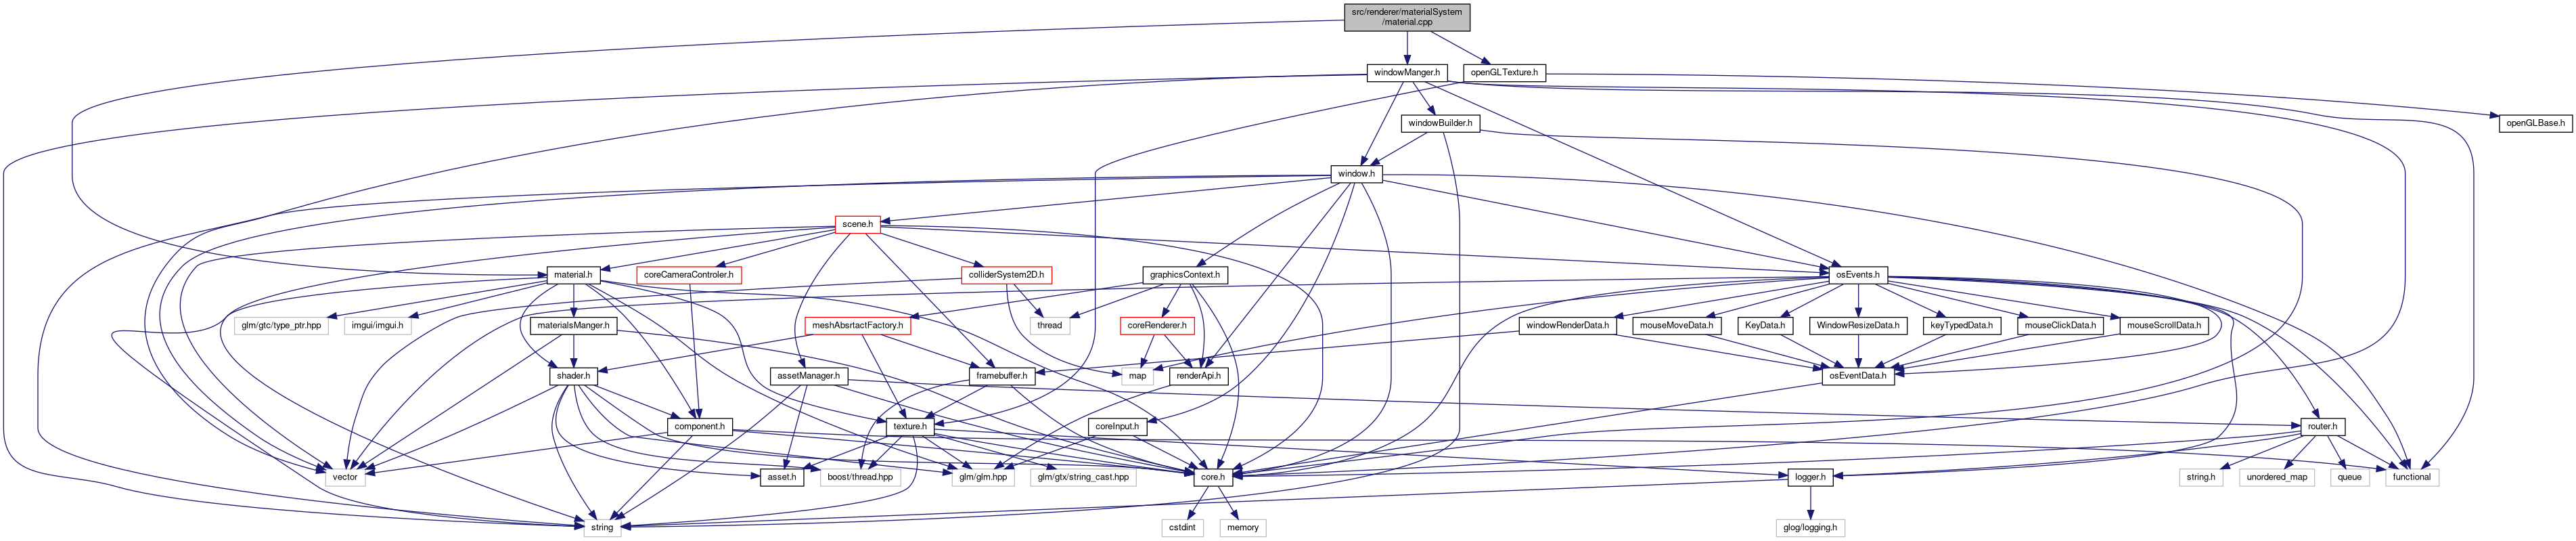 src/renderer/materialSystem
/material.cpp
windowManger.h
openGLTexture.h
windowBuilder.h
openGLBase.h
window.h
scene.h
material.h
coreCameraControler.h
colliderSystem2D.h
graphicsContext.h
osEvents.h
glm/gtc/type_ptr.hpp
imgui/imgui.h
materialsManger.h
meshAbsrtactFactory.h
thread
coreRenderer.h
windowRenderData.h
mouseMoveData.h
KeyData.h
WindowResizeData.h
keyTypedData.h
mouseClickData.h
mouseScrollData.h
shader.h
assetManager.h
framebuffer.h
map
renderApi.h
osEventData.h
component.h
texture.h
coreInput.h
router.h
vector
asset.h
boost/thread.hpp
glm/glm.hpp
glm/gtx/string_cast.hpp
core.h
logger.h
string.h
unordered_map
queue
functional
string
cstdint
memory
glog/logging.h